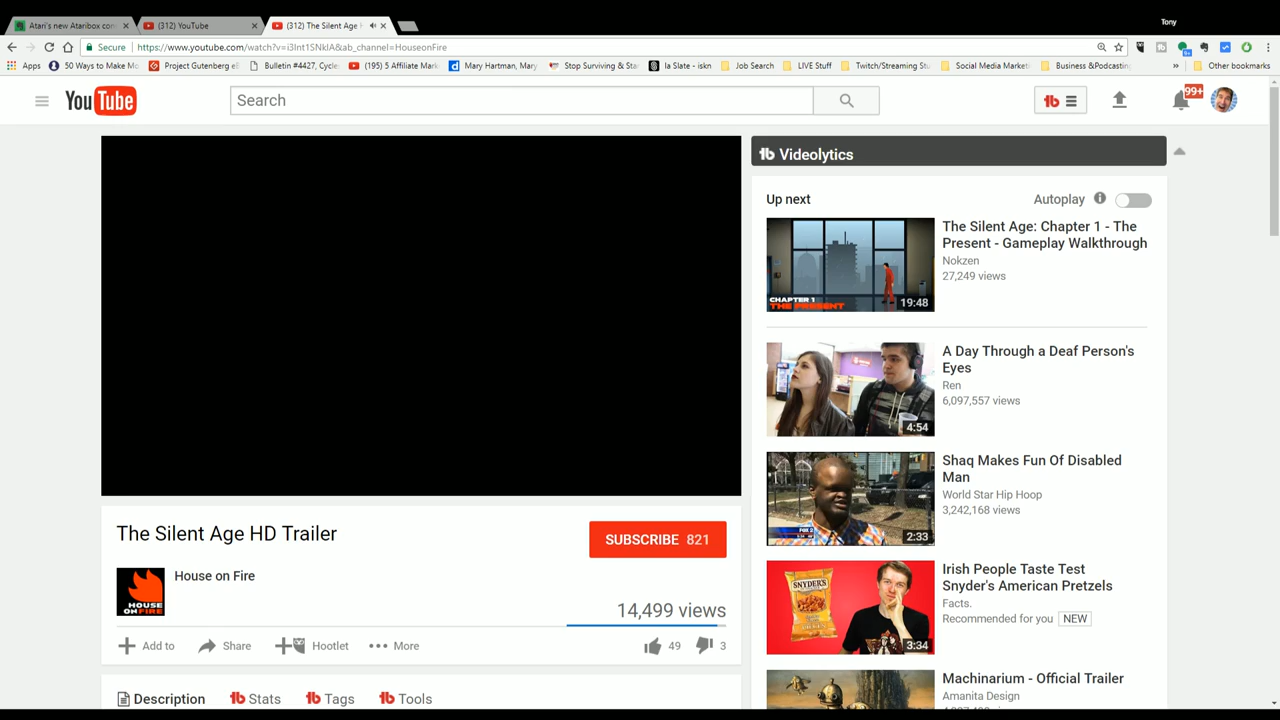 Tony
Atari's new Ataribox con
(312) YouTube
(312) The Silent Age H
Secure
https://www.youtube.com/watch?v=i3Int1SNkIA&ab_channel=HouseonFire
Apps
50 Ways to Make Mo
Project Gutenberg eB
Bulletin #4427, Cycle
(195) 5 Affiliate Mark
Mary Hartman, Mary
Stop Surviving & Sta
la Slate - iskn
Job Search
LIVE Stuff
Twitch/Streaming Stu
Social Media Market
Business &Podcasting
»
Other bookmarks
YouTube
Search
99+
Videolytics
Up next
Autoplay
The Silent Age: Chapter 1 - The
Present - Gameplay Walkthrough
Nokzen
27,249 views
CHAPTER 1
THE PRESENT
19:48
A Day Through a Deaf Person's
Eyes
Ren
6,097,557 views
4:54
Shaq Makes Fun Of Disabled
Man
World Star Hip Hoop
3,242,168 views
2:33
Irish People Taste Test
Snyder's American Pretzels
Facts.
Recommended for you NEW
SNYDER'S
3:34
Machinarium - Official Trailer
Amanita Design
The Silent Age HD Trailer
SUBSCRIBE 821
House on Fire
HOUSE
ON FIRE
14,499 views
Add to
Share
Hootlet
More
49
3
Description
Stats
Tags
Tools